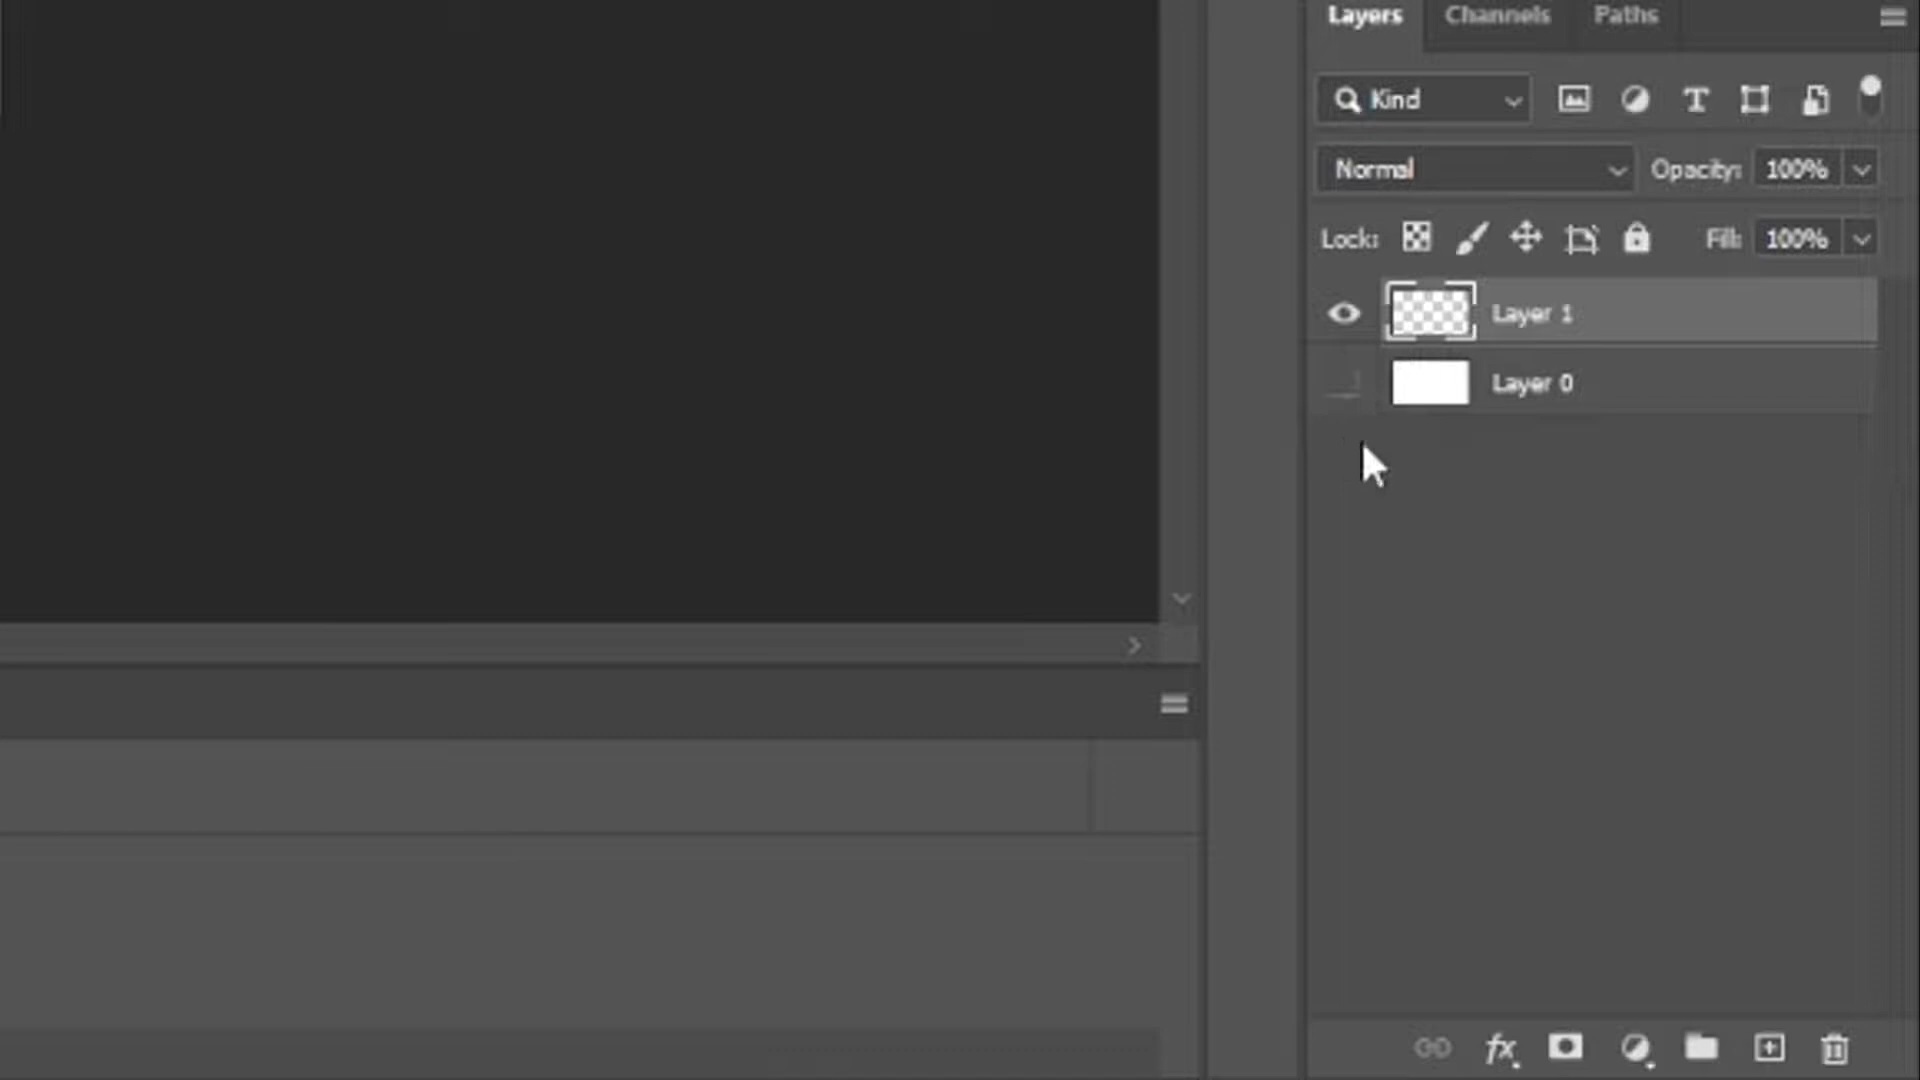 Layers Channels Paths
Kind
Normal Opacity: 100%
Lock: Fill: 100%
Layer 1
Layer 0
fx